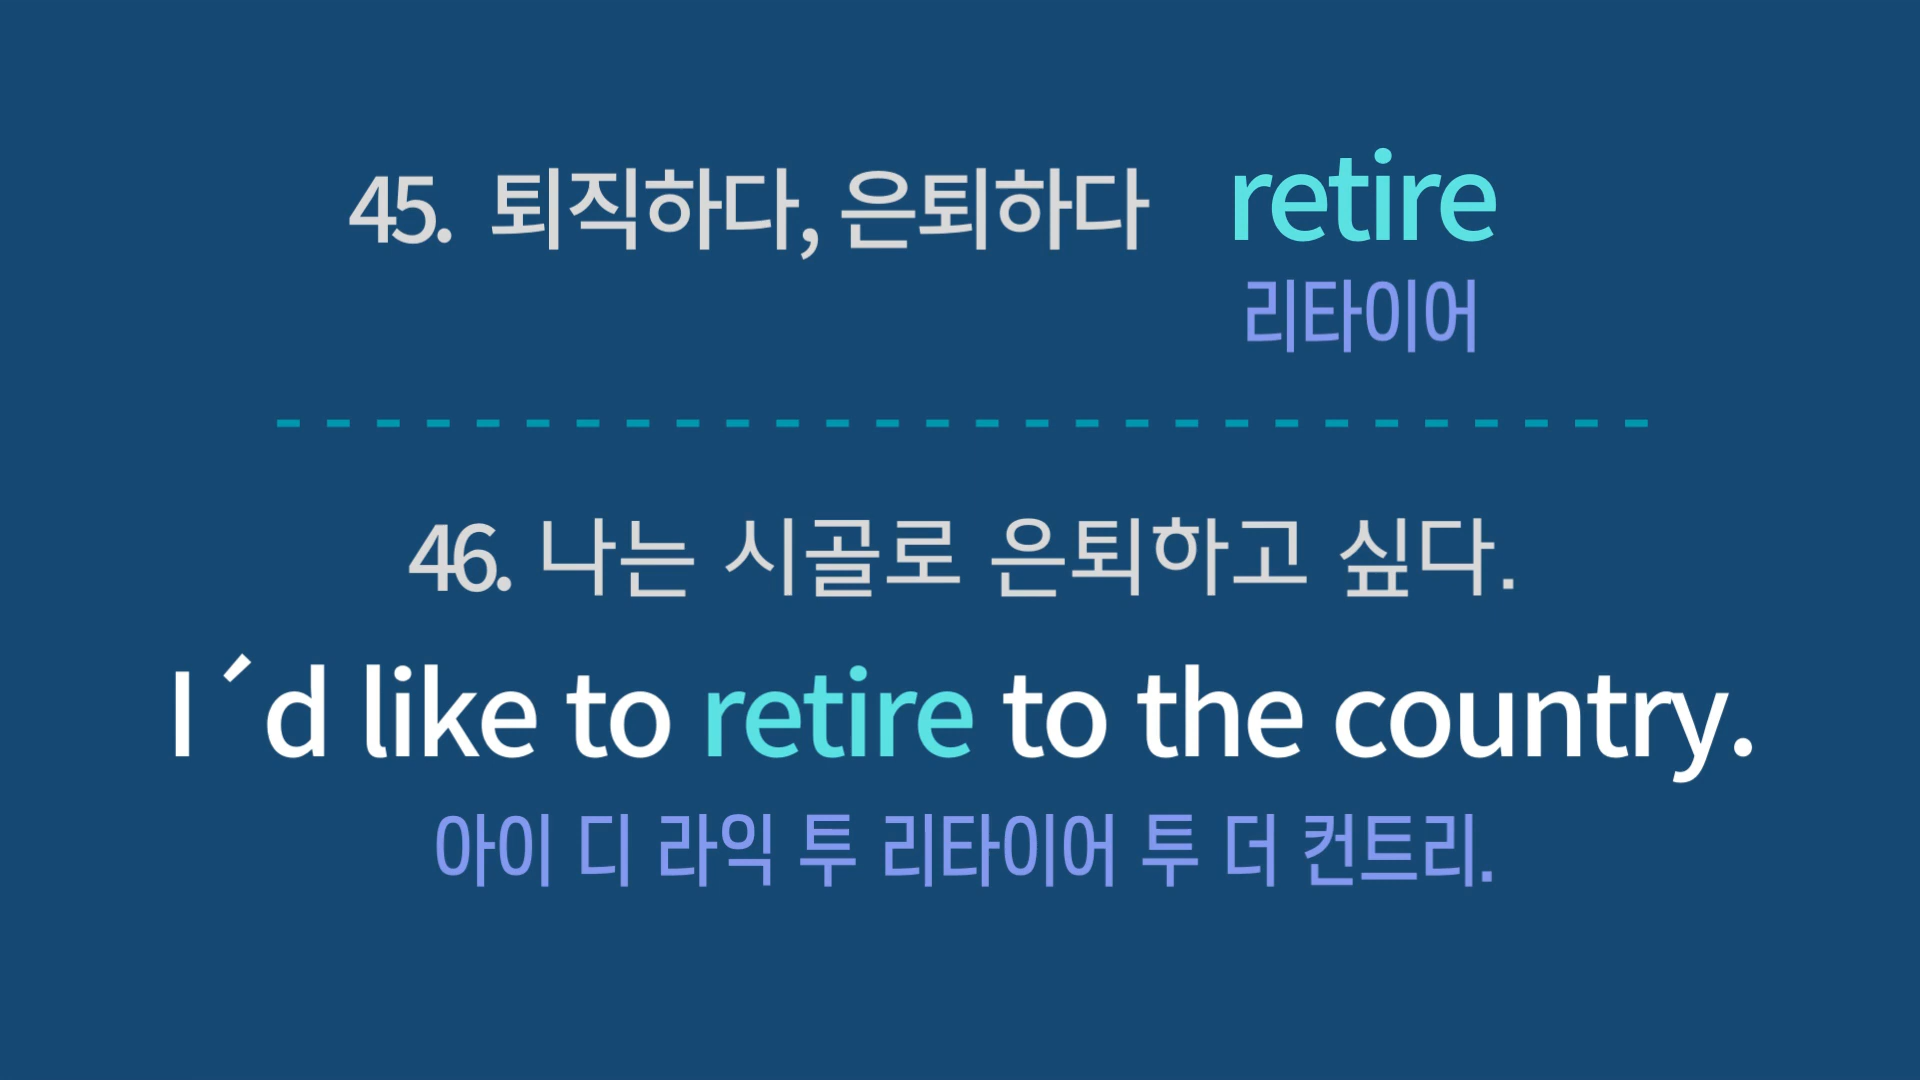 45. 퇴직하다, 은퇴하다 retire
리타이어
46. 나는 시골로 은퇴하고 싶다.
I´d like to retire to the country.
아이 디 라익 투 리타이어 투 더 컨트리.